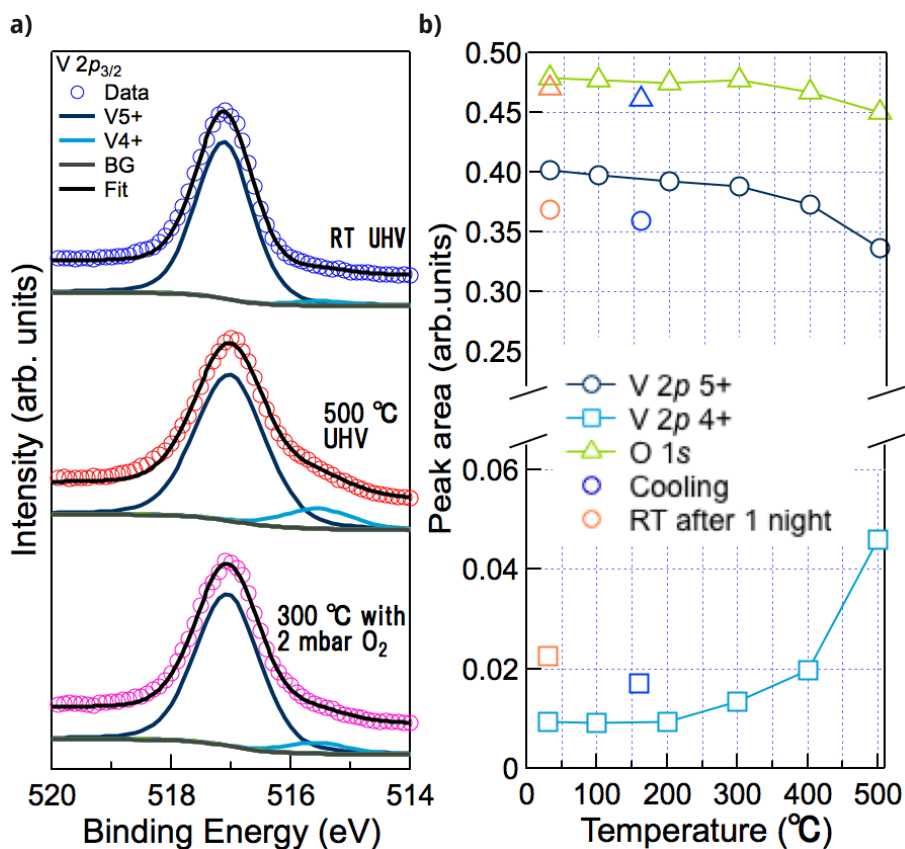 a)
V 2p3/2
Data
V5+
V4+
BG
Fit
RT UHV
500 ℃
UHV
300 ℃ with
2 mbar O2
Intensity (arb. units)
520 518 516 514
Binding Energy (eV)
b)
0.50
0.45
0.40
0.35
0.30
0.25
0.06
0.04
0.02
0
Peak area (arb.units)
V 2p 5+
V 2p 4+
O 1s
Cooling
RT after 1 night
0 100 200 300 400 500
Temperature (℃)